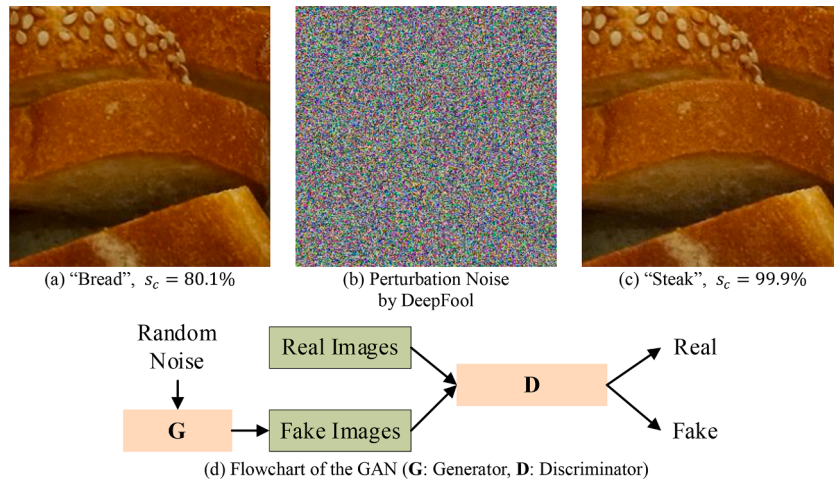 (a) “Bread”, s_c = 80.1%
(b) Perturbation Noise
by DeepFool
(c) “Steak”, s_c = 99.9%
Random
Noise
Real Images
D
Real
G
Fake Images
Fake
(d) Flowchart of the GAN (G: Generator, D: Discriminator)